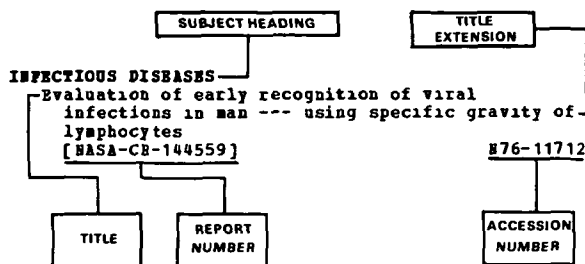 SUBJECT HEADING
TITLE
EXTENSION
INFECTIOUS DISEASES
Evaluation of early recognition of viral
infections in man --- using specific gravity of
lymphocytes
[NASA-CR-144559]
N76-11712
TITLE
REPORT
NUMBER
ACCESSION
NUMBER